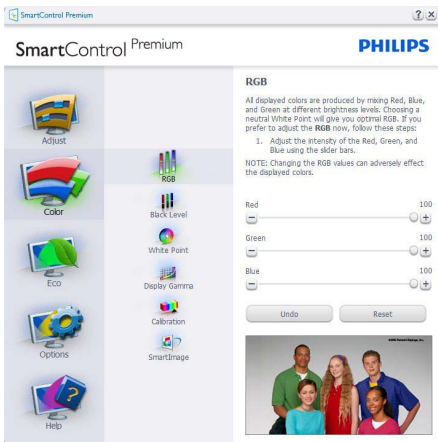 SmartControl Premium
SmartControl Premium
PHILIPS
Adjust
Color
Eco
Options
Help
RGB
Black Level
White Point
Display Gamma
Calibration
SmartImage
RGB
All displayed colors are produced by mixing Red, Blue,
and Green at different brightness levels. Choosing a
neutral White Point will give you optimal RGB. If you
prefer to adjust the RGB now, follow these steps:
1. Adjust the intensity of the Red, Green, and
Blue using the slider bars.
NOTE: Changing the RGB values can adversely effect
the displayed colors.
Red 100
Green 100
Blue 100
Undo Reset